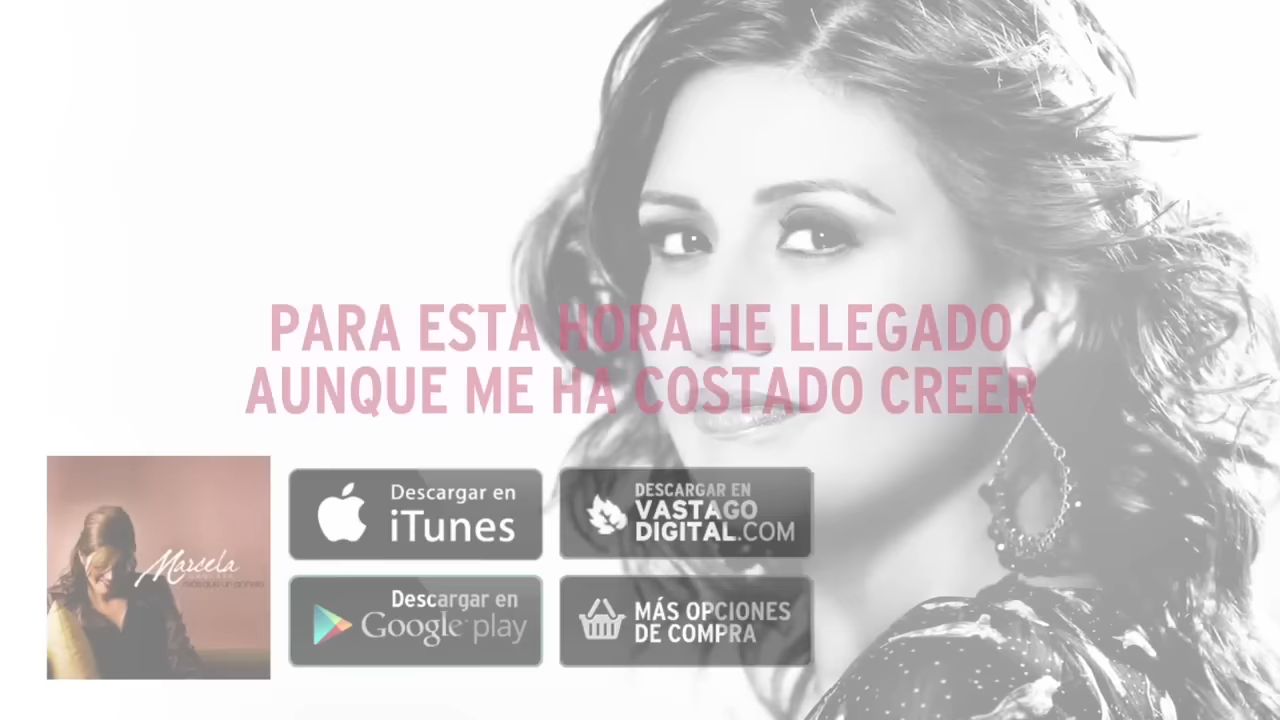 PARA ESTA HORA HE LLEGADO
AUNQUE ME HA COSTADO CREER
Marcela
Descargar en
iTunes
DESCARGAR EN
VASTAGO
DIGITAL.COM
Descargar en
Google play
MÁS OPCIONES
DE COMPRA